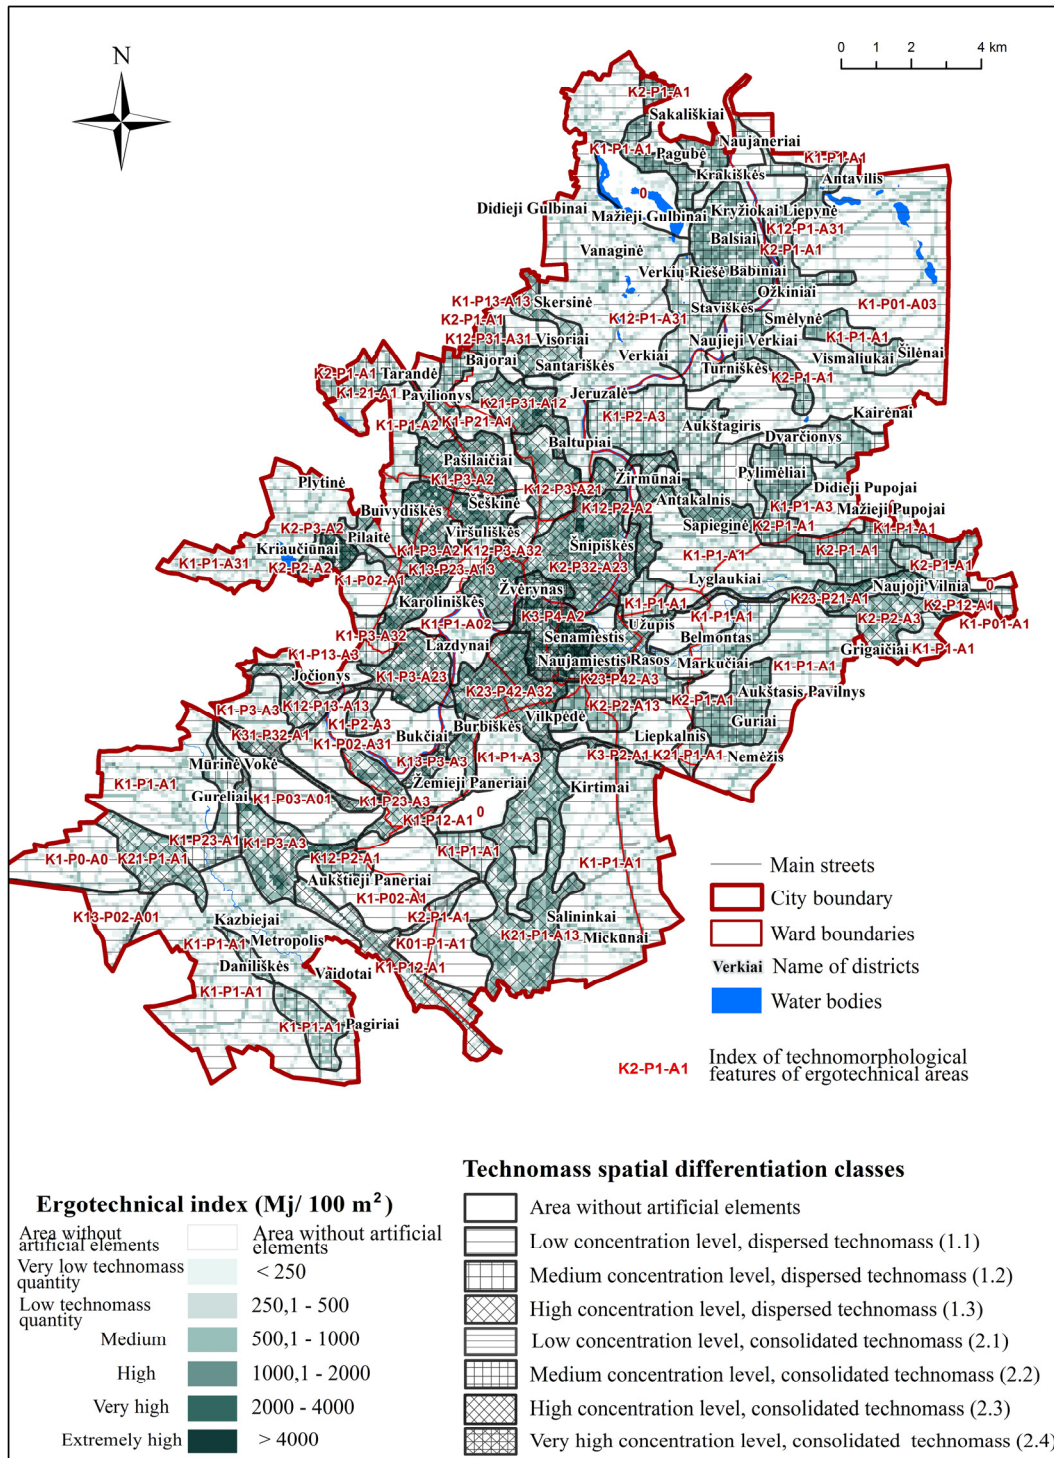 N
0 1 2 4 km
K2-P1-A1
Sakališkiai
Naujaneriai
K1-P1-A1
Pagubė
K1-P1-A1
Krakiškės
Antavilis
0
Didieji Gulbinai
Mažieji Gulbinai
Kryžiokai
Liepynė
K12-P1-A31
Balsiai
K2-P1-A1
Vanaginė
Verkių Riešė
Babiniai
Ožkiniai
K1-P13-A13
Skersinė
K1-P01-A03
K2-P1-A1
K12-P1-A31
Staviškės
Smėlynė
K12-P31-A31
Visoriai
Naujieji Verkiai
K1-P1-A1
Bajorai
Santariškės
Verkiai
Vismaliukai
Šilėnai
K2-P1-A1
Tarandė
Turniškės
K2-P1-A1
K1-21-A1
Pavilionys
K21-P31-A12
Jeruzalė
K1-P2-A3
Kairėnai
K1-P1-A2
K1-P21-A1
Aukštagiris
Dvarčionys
Baltupiai
Pašilaičiai
Žirmūnai
Pylimėliai
Plytinė
K1-P3-A2
K12-P3-A21
Didieji Pupojai
Šeškinė
Antakalnis
K1-P1-A3
Buivydiškės
K12-P2-A2
Mažieji Pupojai
K2-P3-A2
Pilaitė
Viršuliškės
Sapieginė
K2-P1-A1
K1-P1-A1
Kriaučiūnai
K1-P3-A2
K12-P3-A32
Šnipiškės
K1-P1-A1
K2-P1-A1
K1-P1-A31
K2-P2-A2
K13-P23-A13
K2-P32-A23
K2-P1-A1
K1-P02-A1
Lyglaukiai
Naujoji Vilnia
0
Karoliniškės
Žvėrynas
K1-P1-A1
K23-P21-A1
K2-P12-A1
K1-P3-A32
K1-P1-A02
K3-P4-A2
Užupis
K1-P1-A1
K2-P2-A3
K1-P01-A1
Lazdynai
Senamiestis
Belmontas
Grigaičiai
K1-P1-A1
K1-P13-A3
Naujamiestis
Rasos
Markučiai
K1-P1-A1
Jočionys
K1-P3-A23
K23-P42-A32
K23-P42-A3
Aukštasis Pavilnys
K1-P3-A3
K12-P13-A13
K2-P2-A13
K2-P1-A1
K1-P2-A3
Burbiškės
Vilkpėdė
Guriai
K31-P32-A1
K1-P02-A31
Bukčiai
Liepkalnis
Mūrinė Vokė
K13-P3-A3
K1-P1-A3
K3-P2-A1
K21-P1-A1
Nemėžis
K1-P1-A1
Žemieji Paneriai
Kirtimai
Gureliai
K1-P03-A01
K1-P23-A3
K1-P12-A1
0
K1-P23-A1
K1-P3-A3
K1-P1-A1
K1-P0-A0
K21-P1-A1
K12-P2-A1
K1-P1-A1
Aukštieji Paneriai
K1-P02-A1
K13-P02-A01
Kazbiejai
K2-P1-A1
Salininkai
K1-P1-A1
Metropolis
K01-P1-A1
K21-P1-A13
Mickūnai
Daniliškės
Vaidotai
K1-P12-A1
K1-P1-A1
K1-P1-A1
Pagiriai
Main streets
City boundary
Ward boundaries
Verkiai Name of districts
Water bodies
K2-P1-A1 Index of technomorphological
features of ergotechnical areas
Ergotechnical index (Mj/ 100 m²)
Area without
artificial elements
Area without artificial
elements
Very low technomass
quantity
< 250
Low technomass
quantity
250,1 - 500
Medium 500,1 - 1000
High 1000,1 - 2000
Very high 2000 - 4000
Extremely high > 4000
Technomass spatial differentiation classes
Area without artificial elements
Low concentration level, dispersed technomass (1.1)
Medium concentration level, dispersed technomass (1.2)
High concentration level, dispersed technomass (1.3)
Low concentration level, consolidated technomass (2.1)
Medium concentration level, consolidated technomass (2.2)
High concentration level, consolidated technomass (2.3)
Very high concentration level, consolidated technomass (2.4)